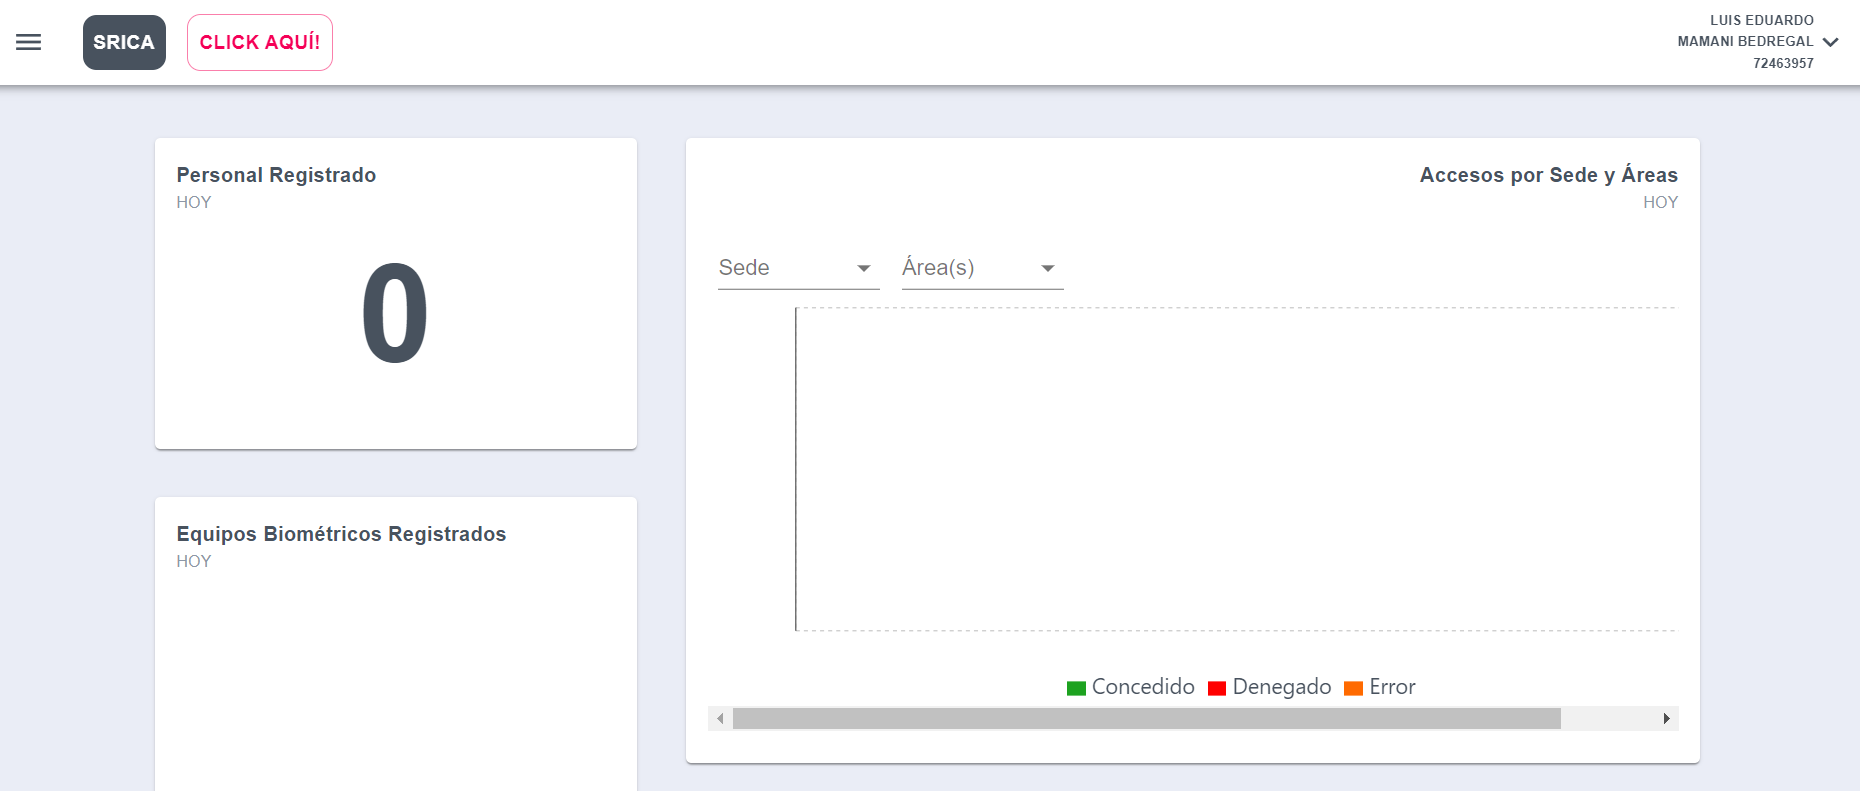 SRICA
CLICK AQUÍ!
LUIS EDUARDO
MAMANI BEDREGAL
72463957
Personal Registrado
HOY
0
Accesos por Sede y Áreas
HOY
Sede
Área(s)
Concedido
Denegado
Error
Equipos Biométricos Registrados
HOY